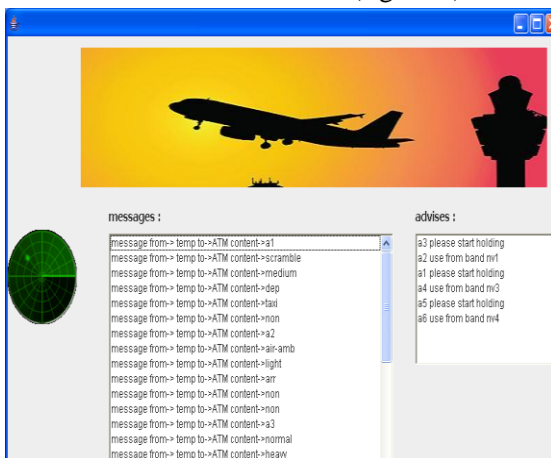 messages :
message from-> temp to->ATM content->a1
message from-> temp to->ATM content->scramble
message from-> temp to->ATM content->medium
message from-> temp to->ATM content->dep
message from-> temp to->ATM content->taxi
message from-> temp to->ATM content->non
message from-> temp to->ATM content->a2
message from-> temp to->ATM content->air-amb
message from-> temp to->ATM content->light
message from-> temp to->ATM content->arr
message from-> temp to->ATM content->non
message from-> temp to->ATM content->non
message from-> temp to->ATM content->a3
message from-> temp to->ATM content->normal
message from-> temp to->ATM content->heavy
advises :
a3 please start holding
a2 use from band nv1
a1 please start holding
a4 use from band nv3
a5 please start holding
a6 use from band nv4